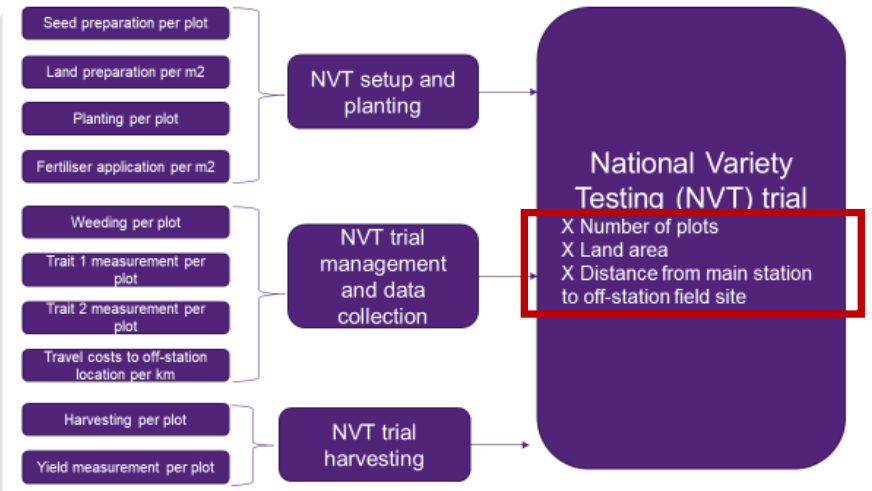 Seed preparation per plot
Land preparation per m2
Planting per plot
Fertiliser application per m2
Weeding per plot
Trait 1 measurement per
plot
Trait 2 measurement per
plot
Travel costs to off-station
location per km
Harvesting per plot
Yield measurement per plot
NVT setup and
planting
NVT trial
management
and data
collection
NVT trial
harvesting
National Variety
Testing (NVT) trial
X Number of plots
X Land area
X Distance from main station
to off-station field site